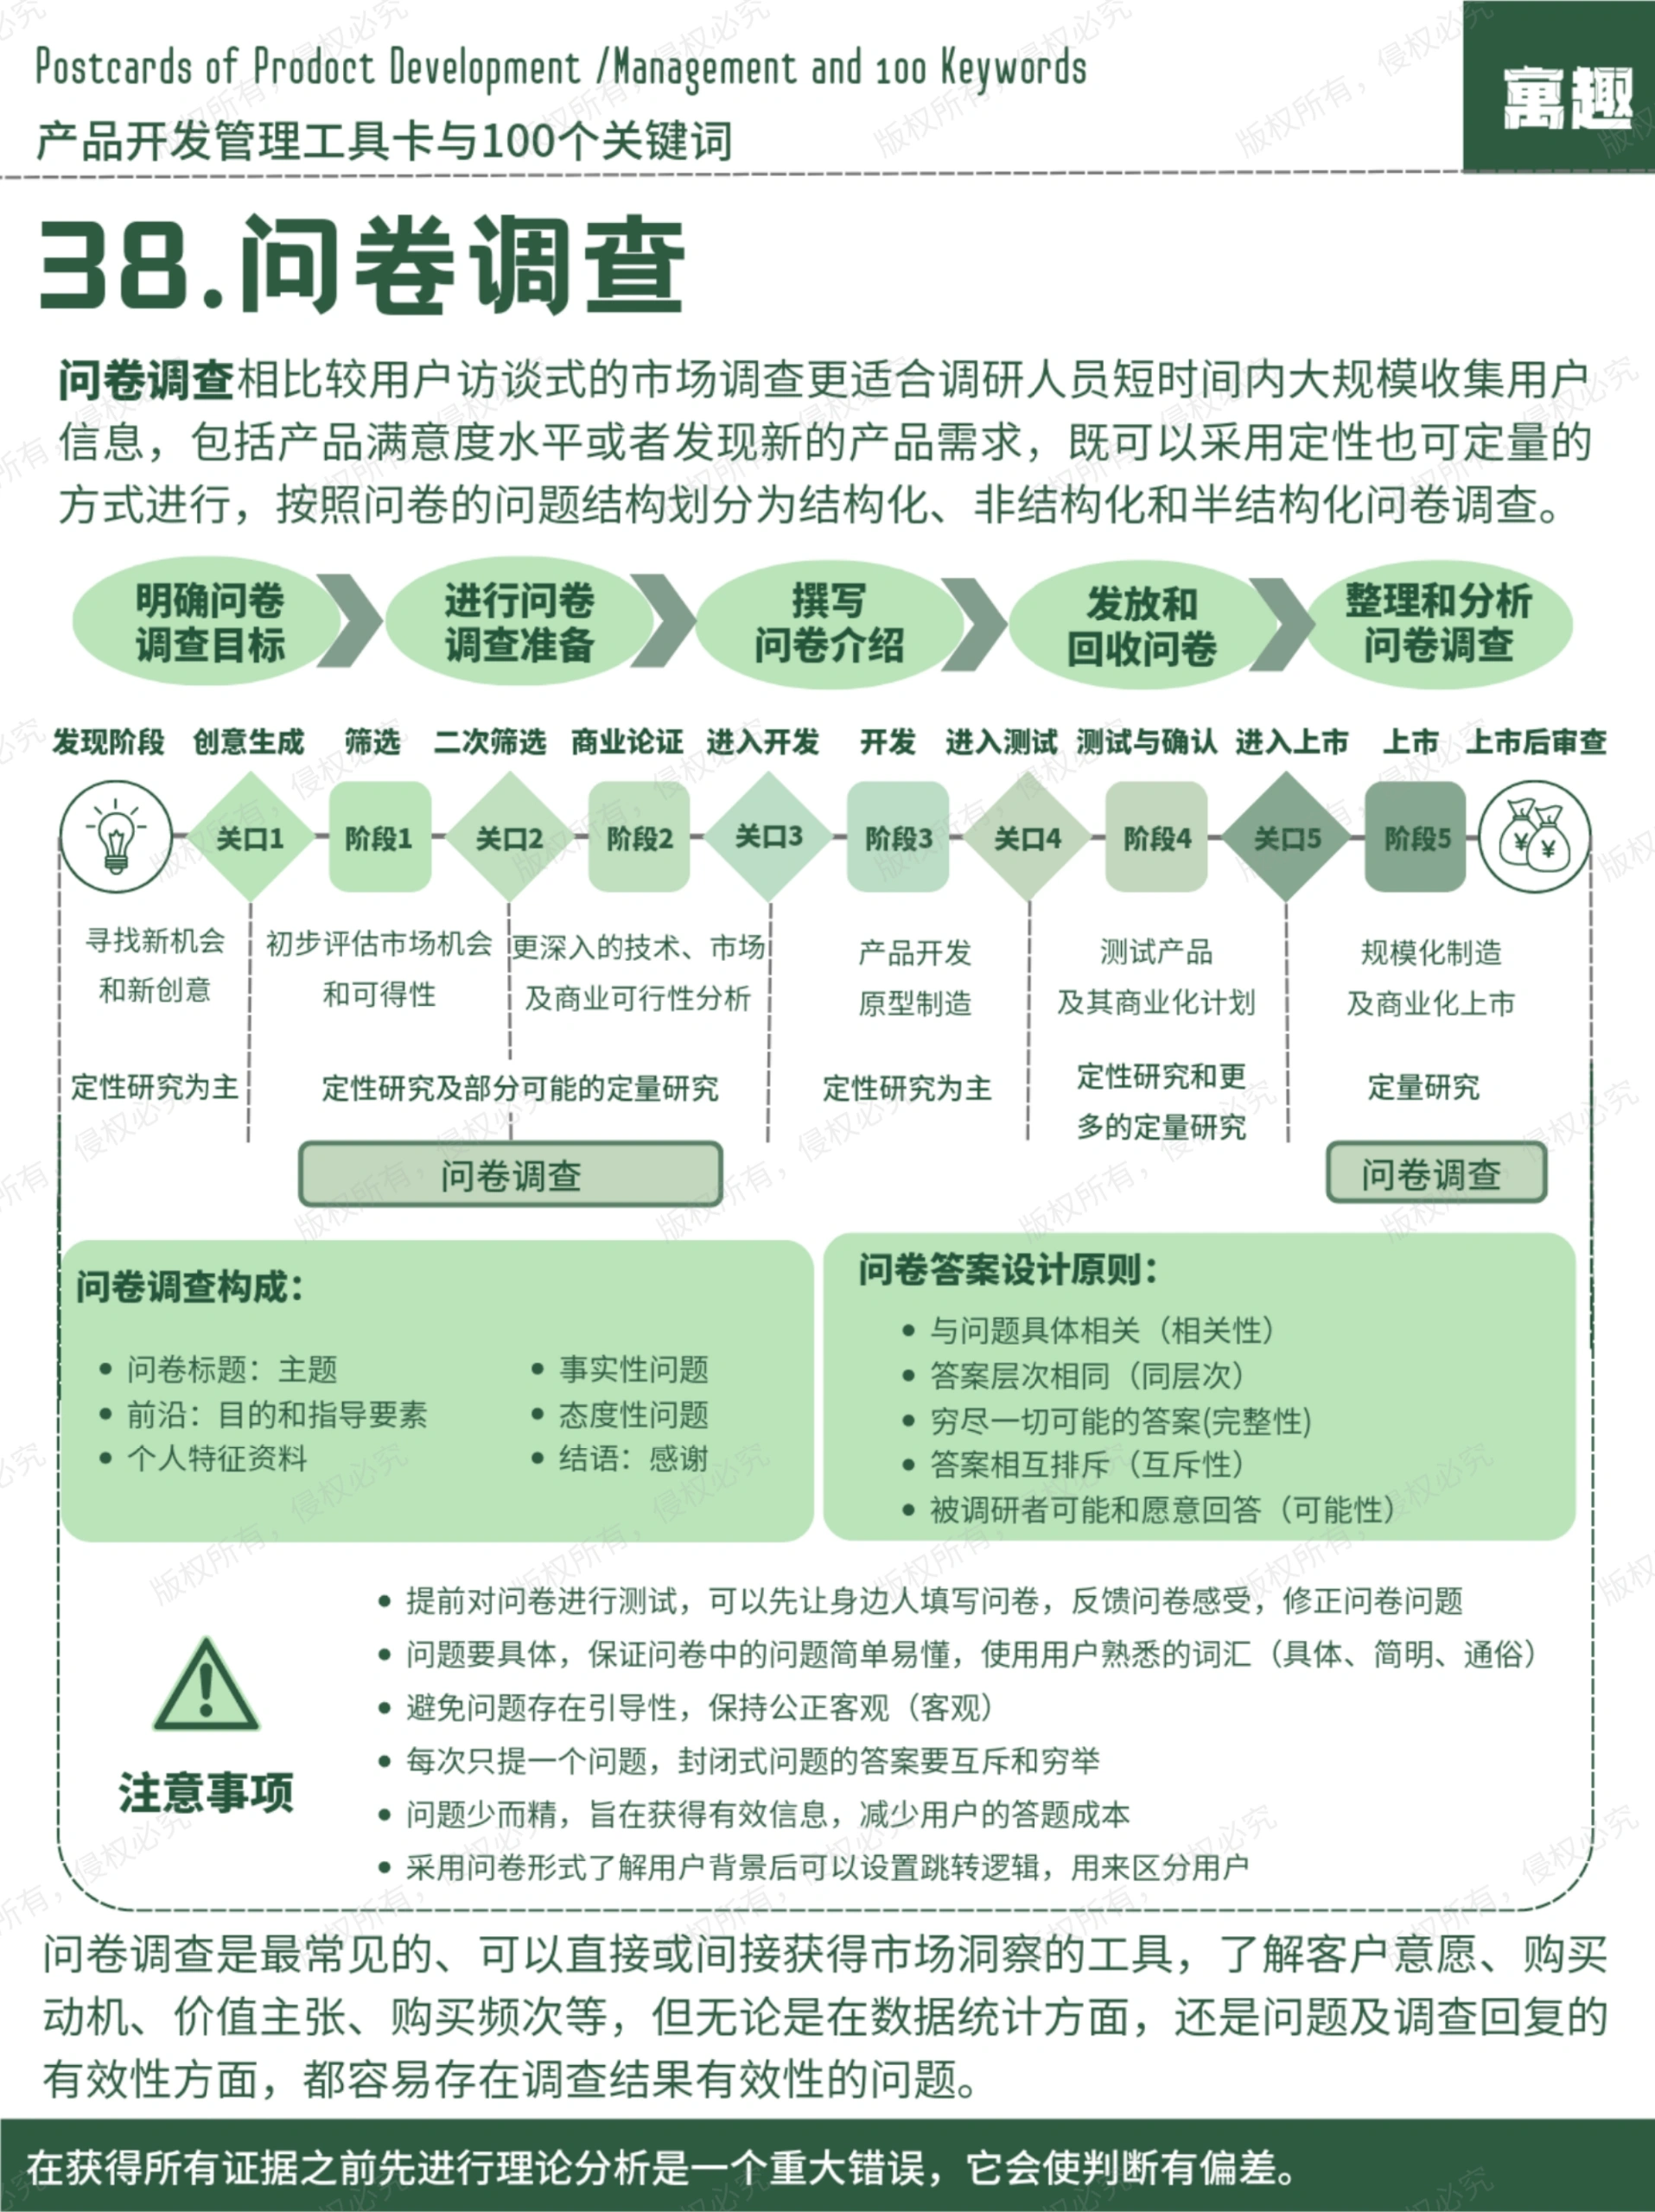 Postcards of Product Development /Management and 100 Keywords
寓趣
产品开发管理工具卡与100个关键词
38.问卷调查
问卷调查相比较用户访谈式的市场调查更适合调研人员短时间内大规模收集用户
信息，包括产品满意度水平或者发现新的产品需求，既可以采用定性也可定量的
方式进行，按照问卷的问题结构划分为结构化、非结构化和半结构化问卷调查。
明确问卷
调查目标
进行问卷
调查准备
撰写
问卷介绍
发放和
回收问卷
整理和分析
问卷调查
发现阶段 创意生成 筛选 二次筛选 商业论证 进入开发 开发 进入测试 测试与确认 进入上市 上市 上市后审查
关口1 阶段1 关口2 阶段2 关口3 阶段3 关口4 阶段4 关口5 阶段5
寻找新机会
和新创意
初步评估市场机会
和可得性
更深入的技术、市场
及商业可行性分析
产品开发
原型制造
测试产品
及其商业化计划
规模化制造
及商业化上市
定性研究为主
定性研究及部分可能的定量研究
定性研究为主
定性研究和更
多的定量研究
定量研究
问卷调查
问卷调查
问卷调查构成：
问卷标题：主题
前沿：目的和指导要素
个人特征资料
事实性问题
态度性问题
结语：感谢
问卷答案设计原则：
与问题具体相关（相关性）
答案层次相同（同层次）
穷尽一切可能的答案(完整性)
答案相互排斥（互斥性）
被调研者可能和愿意回答（可能性）
注意事项
提前对问卷进行测试，可以先让身边人填写问卷，反馈问卷感受，修正问卷问题
问题要具体，保证问卷中的问题简单易懂，使用用户熟悉的词汇（具体、简明、通俗）
避免问题存在引导性，保持公正客观（客观）
每次只提一个问题，封闭式问题的答案要互斥和穷举
问题少而精，旨在获得有效信息，减少用户的答题成本
采用问卷形式了解用户背景后可以设置跳转逻辑，用来区分用户
问卷调查是最常见的、可以直接或间接获得市场洞察的工具，了解客户意愿、购买
动机、价值主张、购买频次等，但无论是在数据统计方面，还是问题及调查回复的
有效性方面，都容易存在调查结果有效性的问题。
在获得所有证据之前先进行理论分析是一个重大错误，它会使判断有偏差。
版权所有，侵权必究